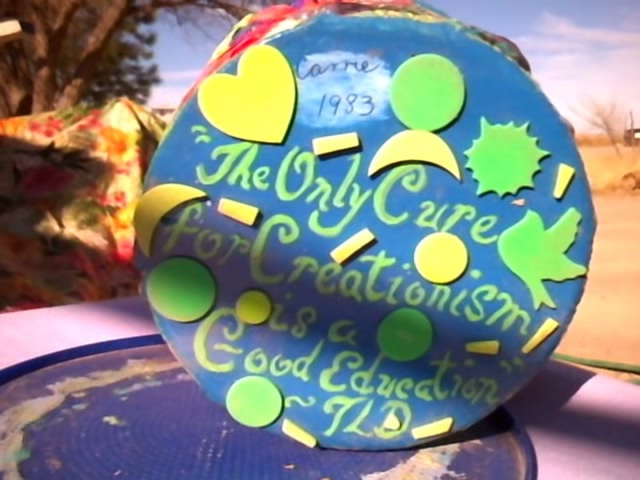 Carrie
1983
"The Only Cure
for Creationism
is a
Good Education"
~ TLD